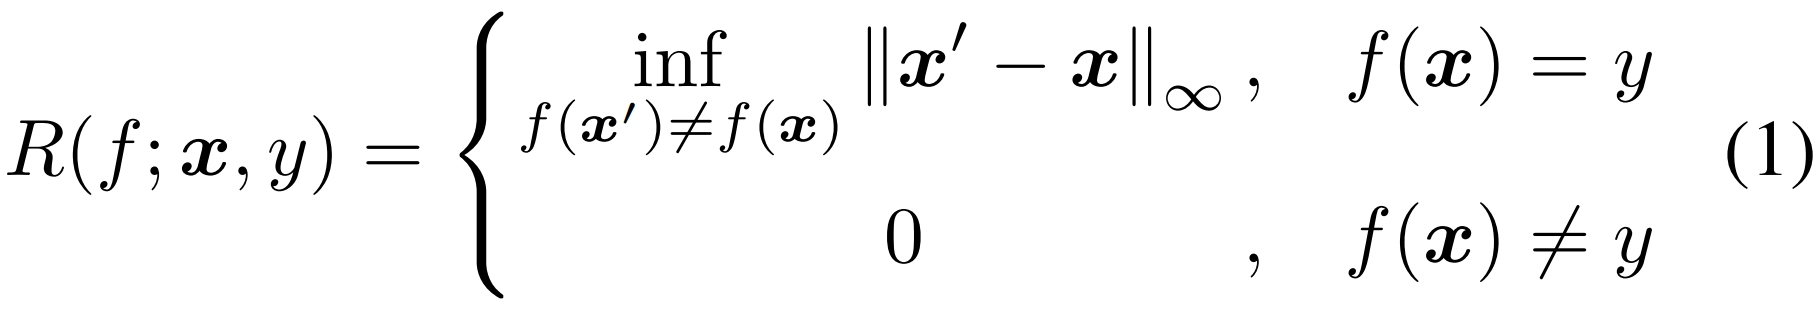 R(f; x, y) = { inf_{f(x′)≠f(x)} ‖x′ − x‖_∞ , f(x) = y
0 , f(x) ≠ y (1)